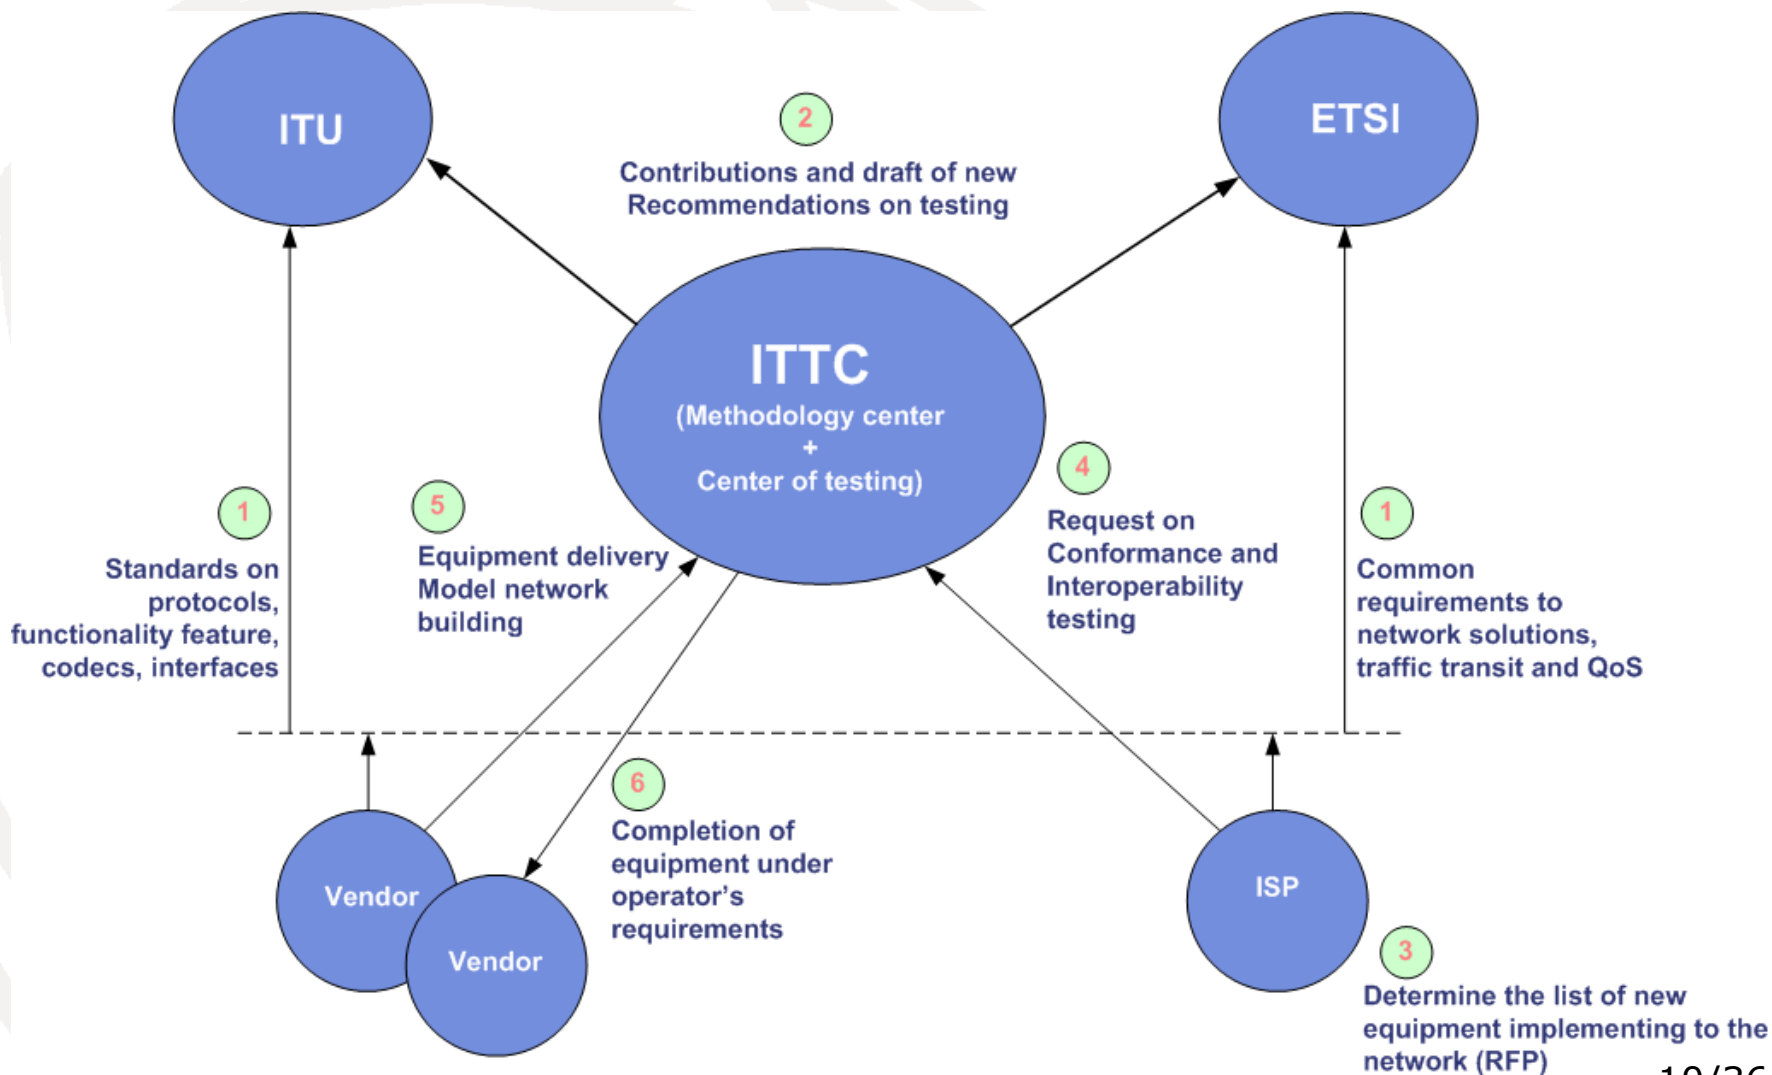 ITU
ETSI
2
Contributions and draft of new
Recommendations on testing
ITTC
(Methodology center
+
Center of testing)
1
Standards on
protocols,
functionality feature,
codecs, interfaces
5
Equipment delivery
Model network
building
4
Request on
Conformance and
Interoperability
testing
1
Common
requirements to
network solutions,
traffic transit and QoS
6
Completion of
equipment under
operator's
requirements
Vendor
Vendor
ISP
3
Determine the list of new
equipment implementing to the
network (RFP)